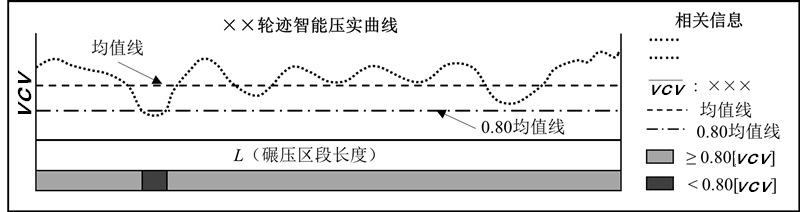 ××轮迹智能压实曲线
均值线
VCV
0.80均值线
L（碾压区段长度）
相关信息
VCV：×××
均值线
0.80均值线
≥0.80[VCV]
<0.80[VCV]